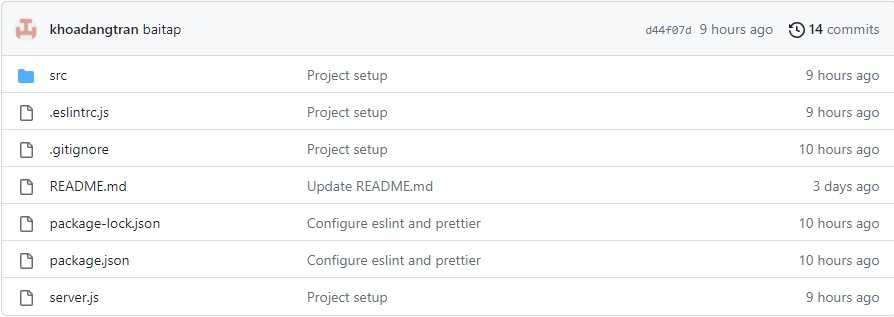 khoadangtran baitap d44f07d 9 hours ago 14 commits
src Project setup 9 hours ago
.eslintrc.js Project setup 9 hours ago
.gitignore Project setup 10 hours ago
README.md Update README.md 3 days ago
package-lock.json Configure eslint and prettier 10 hours ago
package.json Configure eslint and prettier 10 hours ago
server.js Project setup 9 hours ago